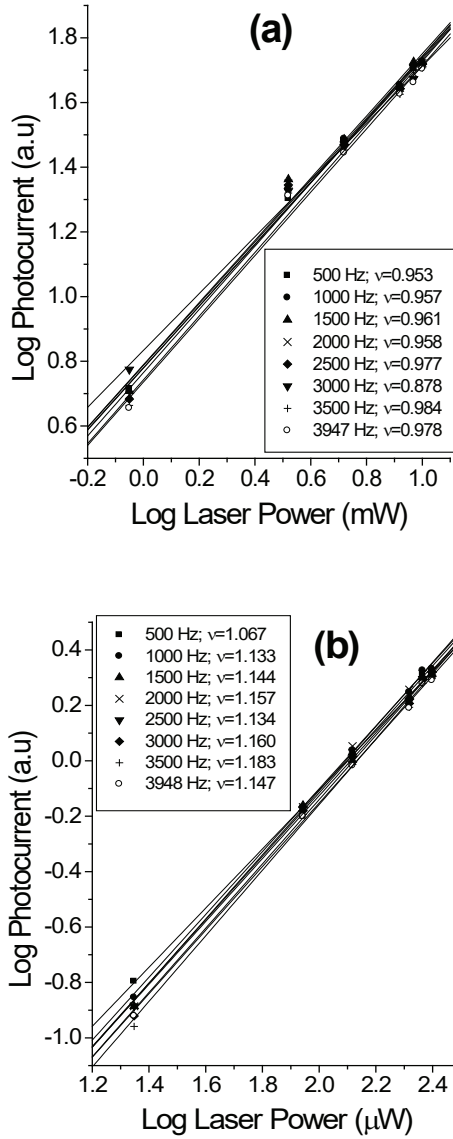 (a)
Log Photocurrent (a.u)
1.8
1.6
1.4
1.2
1.0
0.8
0.6
500 Hz; ν=0.953
1000 Hz; ν=0.957
1500 Hz; ν=0.961
2000 Hz; ν=0.958
2500 Hz; ν=0.977
3000 Hz; ν=0.878
3500 Hz; ν=0.984
3947 Hz; ν=0.978
-0.2 0.0 0.2 0.4 0.6 0.8 1.0
Log Laser Power (mW)
(b)
Log Photocurrent (a.u)
0.4
0.2
0.0
-0.2
-0.4
-0.6
-0.8
-1.0
500 Hz; ν=1.067
1000 Hz; ν=1.133
1500 Hz; ν=1.144
2000 Hz; ν=1.157
2500 Hz; ν=1.134
3000 Hz; ν=1.160
3500 Hz; ν=1.183
3948 Hz; ν=1.147
1.2 1.4 1.6 1.8 2.0 2.2 2.4
Log Laser Power (μW)